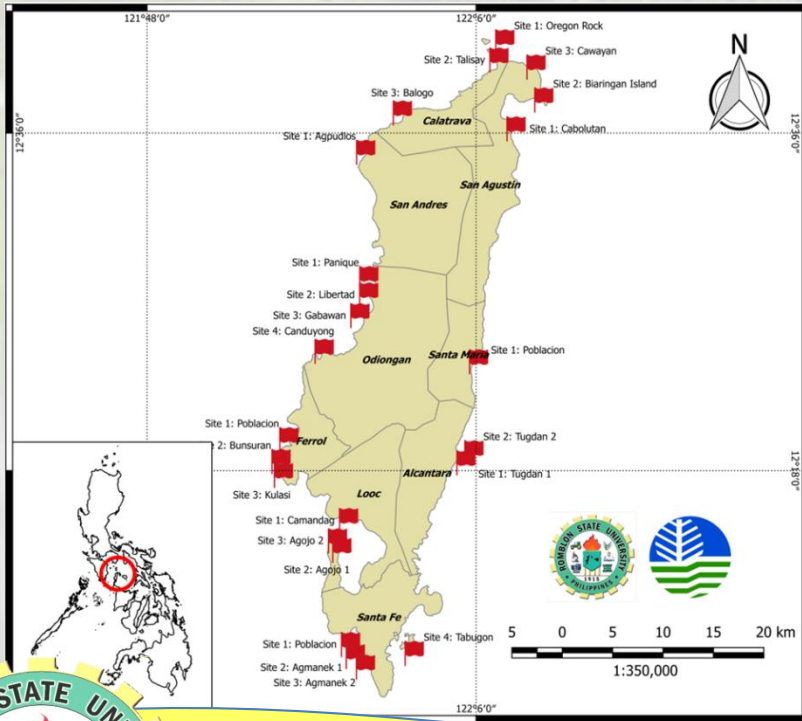 121°48'0"
122°6'0"
Site 1: Oregon Rock
Site 2: Talisay
Site 3: Cawayan
N
Site 3: Balogo
Site 2: Biaringan Island
Calatrava
12°36'0"
Site 1: Agpudlos
Site 1: Cabolutan
12°36'0"
San Agustin
San Andres
Site 1: Panique
Site 2: Libertad
Site 3: Gabawan
Site 4: Canduyong
Santa Maria
Site 1: Poblacion
Odiongan
Site 1: Poblacion
Ferrol
Site 2: Tugdan 2
2: Bunsuran
Alcantara
Site 1: Tugdan 1
12°18'0"
Site 3: Kulasi
Looc
Site 1: Camandag
Site 3: Agojo 2
Site 2: Agojo 1
ROMBLON STATE UNIVERSITY
1915
PHILIPPINES
Santa Fe
Site 1: Poblacion
Site 4: Tabugon
Site 2: Agmanek 1
Site 3: Agmanek 2
5 0 5 10 15 20 km
1:350,000
122°6'0"
STATE UN